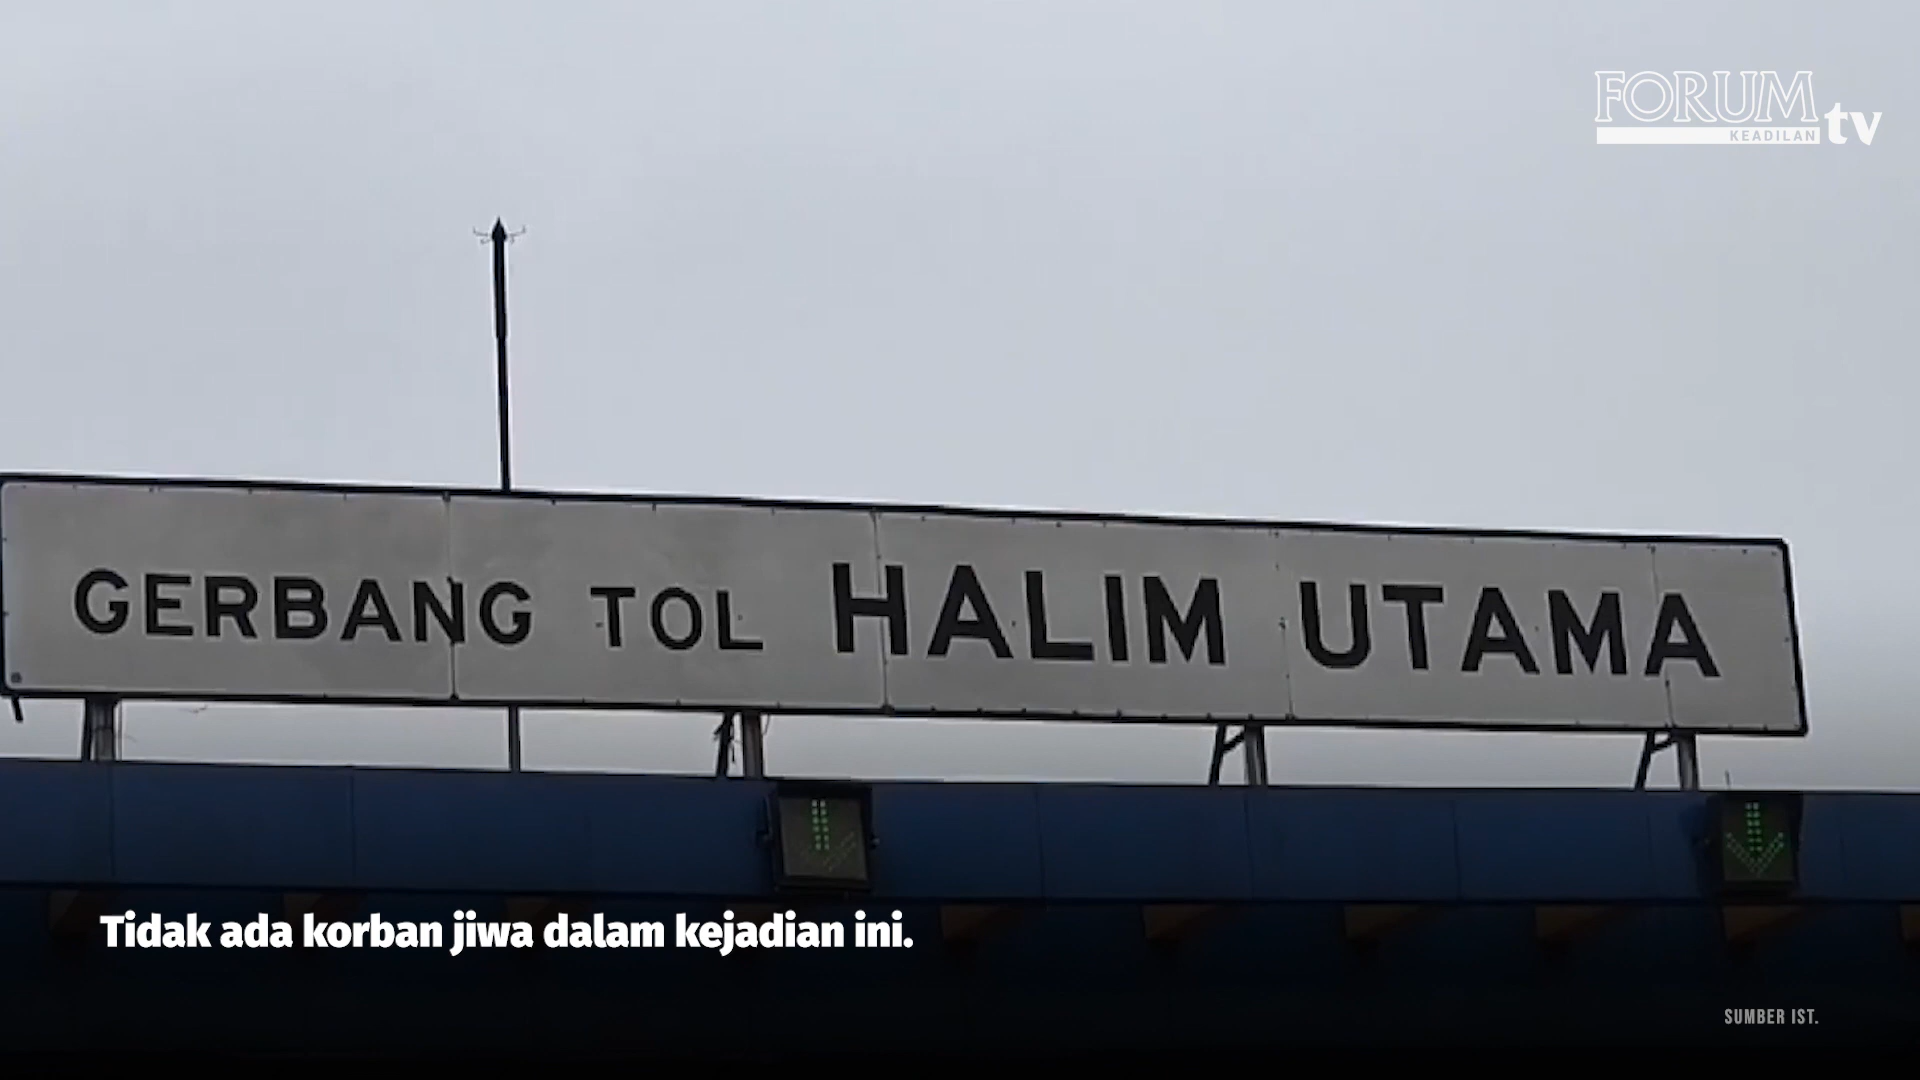 FORUM
KEADILAN
tv
GERBANG TOL HALIM UTAMA
Tidak ada korban jiwa dalam kejadian ini.
SUMBER IST.